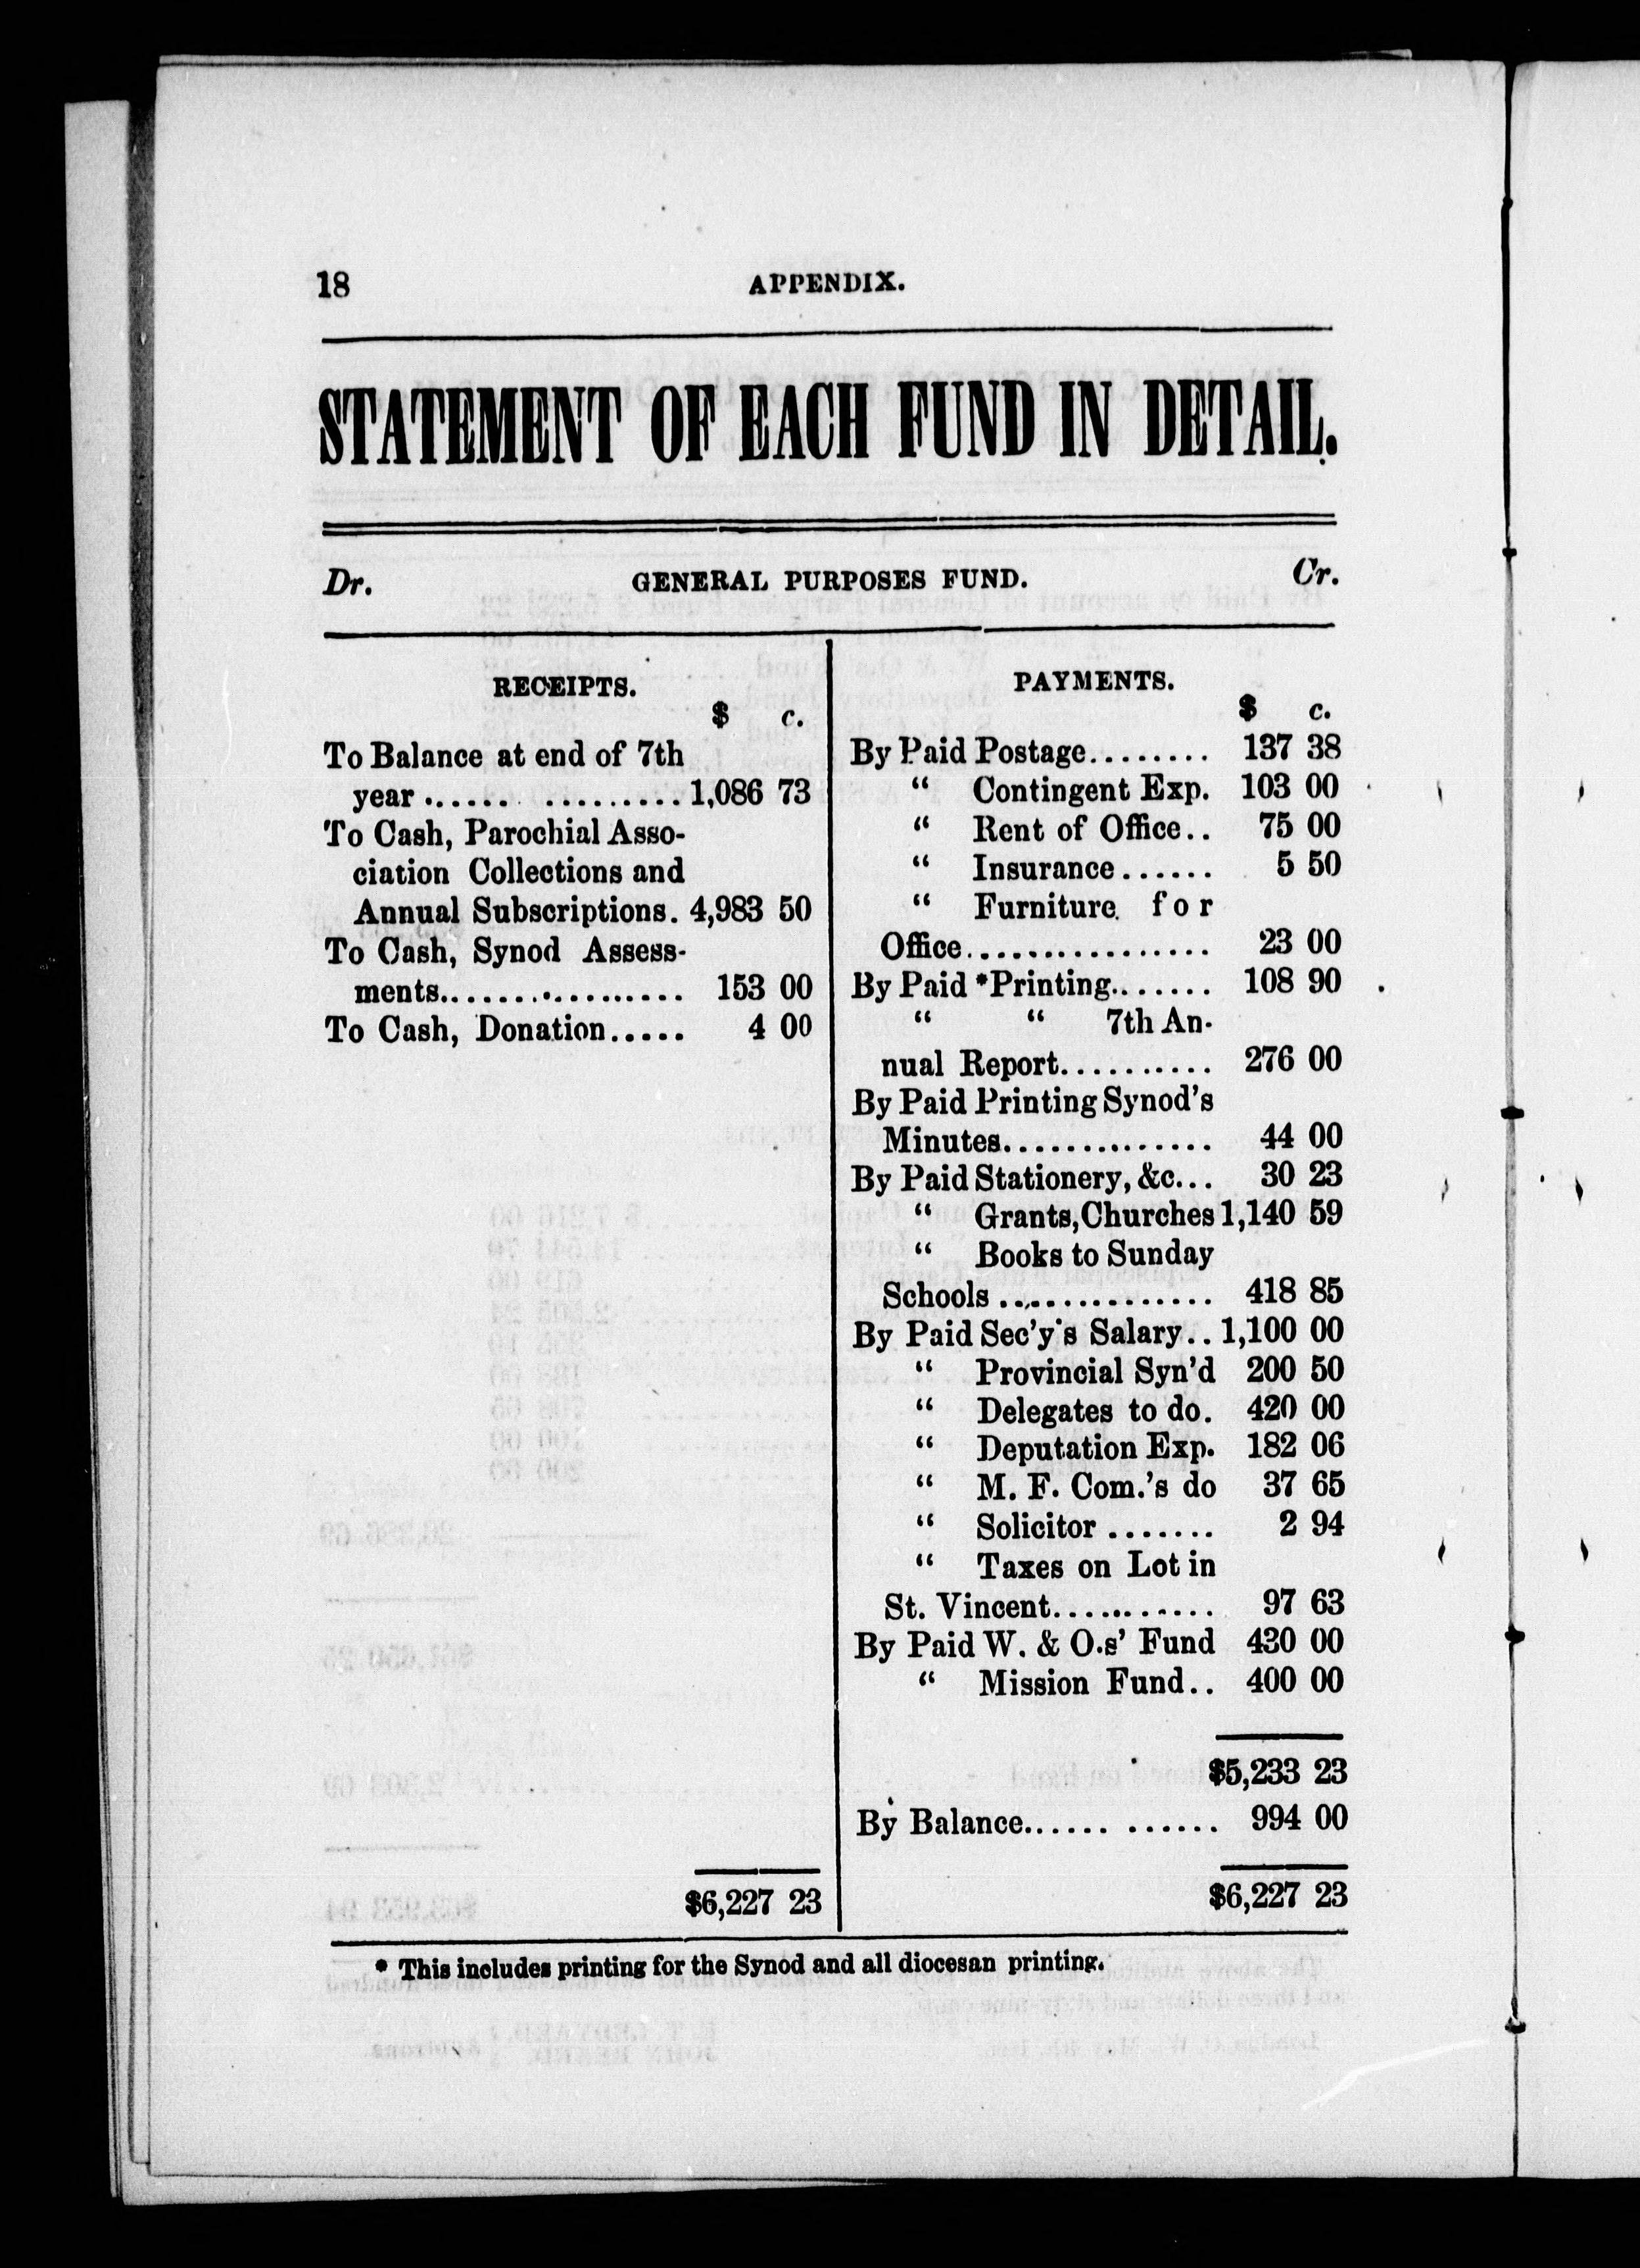 18 APPENDIX.
STATEMENT OF EACH FUND IN DETAIL.
Dr. GENERAL PURPOSES FUND. Cr.
RECEIPTS.
$ c.
To Balance at end of 7th
year ................ 1,086 73
To Cash, Parochial Asso-
ciation Collections and
Annual Subscriptions. 4,983 50
To Cash, Synod Assess-
ments.................. 153 00
To Cash, Donation..... 4 00
$6,227 23
PAYMENTS.
$ c.
By Paid Postage........ 137 38
“ Contingent Exp. 103 00
“ Rent of Office.. 75 00
“ Insurance...... 5 50
“ Furniture for
Office................ 23 00
By Paid *Printing....... 108 90
“ “ 7th An-
nual Report.......... 276 00
By Paid Printing Synod's
Minutes.............. 44 00
By Paid Stationery, &c... 30 23
“ Grants, Churches 1,140 59
“ Books to Sunday
Schools .............. 418 85
By Paid Sec'y's Salary.. 1,100 00
“ Provincial Syn'd 200 50
“ Delegates to do. 420 00
“ Deputation Exp. 182 06
“ M. F. Com.'s do 37 65
“ Solicitor ....... 2 94
“ Taxes on Lot in
St. Vincent........... 97 63
By Paid W. & O.s' Fund 430 00
“ Mission Fund.. 400 00
$5,233 23
By Balance............ 994 00
$6,227 23
* This includes printing for the Synod and all diocesan printing.